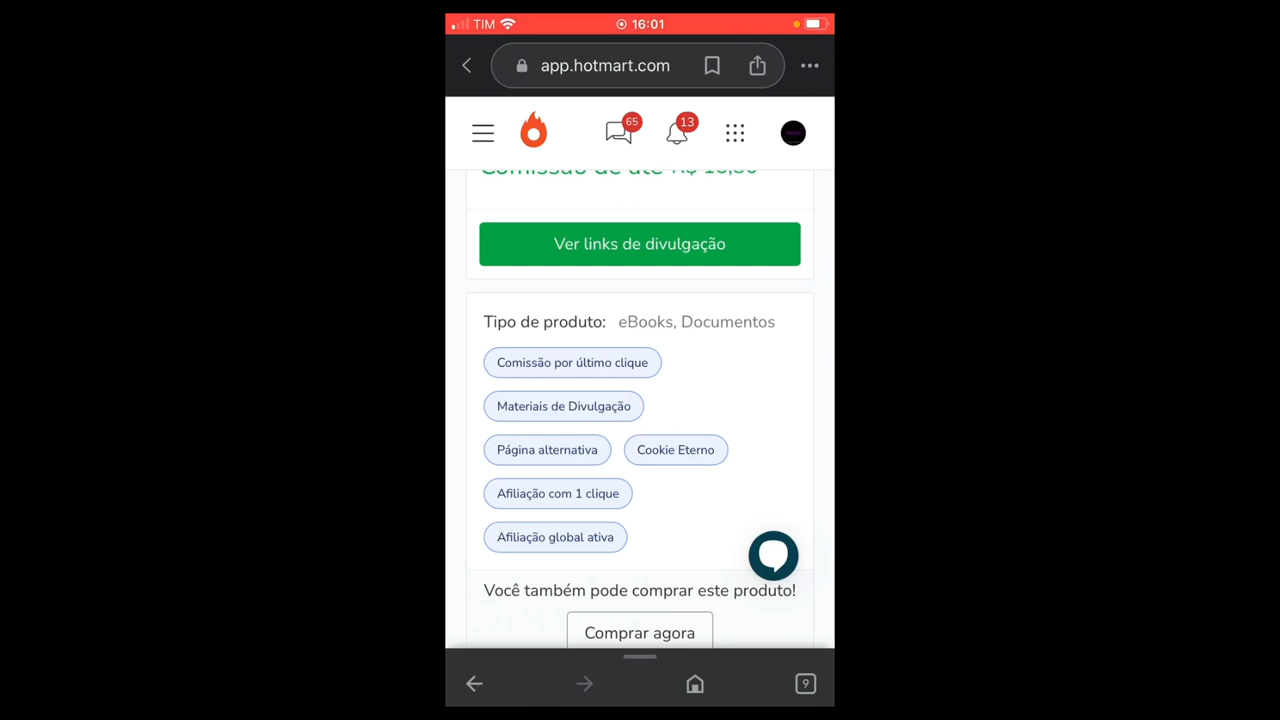 TIM 16:01
app.hotmart.com
65 13
Comissão de até R$
Ver links de divulgação
Tipo de produto: eBooks, Documentos
Comissão por último clique
Materiais de Divulgação
Página alternativa Cookie Eterno
Afiliação com 1 clique
Afiliação global ativa
Você também pode comprar este produto!
Comprar agora
9